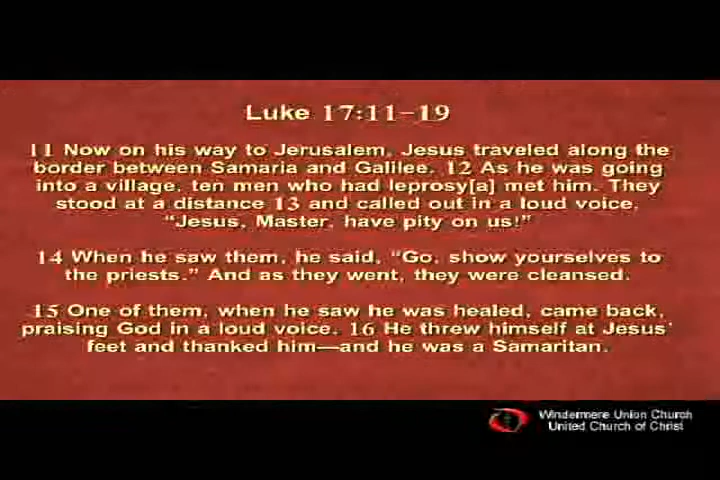 Luke 17:11-19
11 Now on his way to Jerusalem, Jesus traveled along the
border between Samaria and Galilee. 12 As he was going
into a village, ten men who had leprosy[a] met him. They
stood at a distance 13 and called out in a loud voice,
“Jesus, Master, have pity on us!”
14 When he saw them, he said, “Go, show yourselves to
the priests.” And as they went, they were cleansed.
15 One of them, when he saw he was healed, came back,
praising God in a loud voice. 16 He threw himself at Jesus’
feet and thanked him—and he was a Samaritan.
Windermere Union Church
United Church of Christ